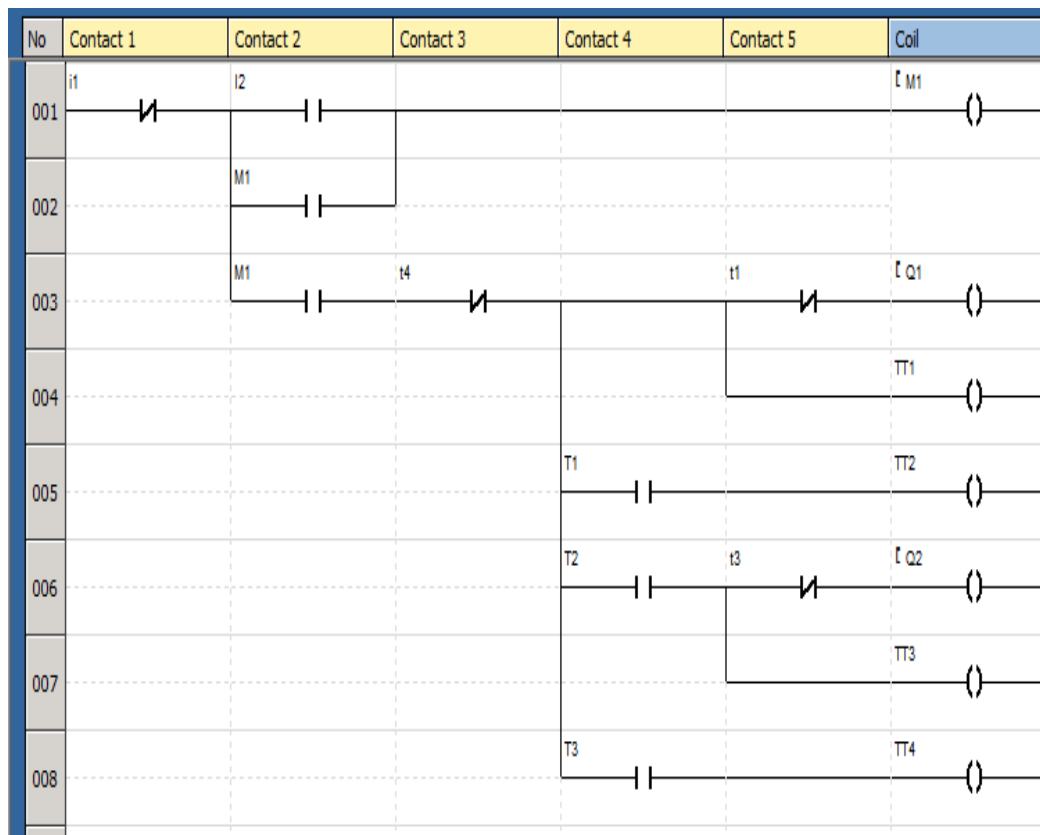 No Contact 1 Contact 2 Contact 3 Contact 4 Contact 5 Coil
i1 I2 [ M1
001
M1
002
M1 t4 t1 [ Q1
003
TT1
004
T1 TT2
005
T2 t3 [ Q2
006
TT3
007
T3 TT4
008